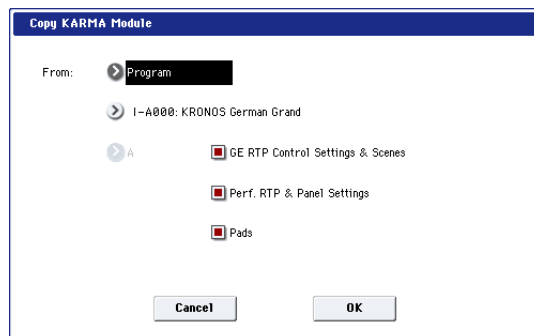 Copy KARMA Module
From: Program
I-A000: KRONOS German Grand
A GE RTP Control Settings & Scenes
Perf. RTP & Panel Settings
Pads
Cancel OK